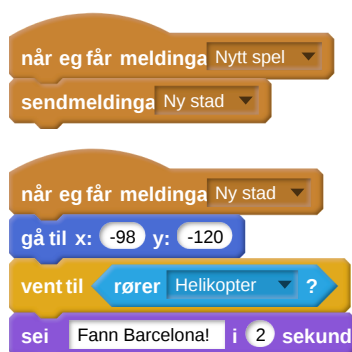 når eg får meldinga Nytt spel
sendmeldinga Ny stad
når eg får meldinga Ny stad
gå til x: -98 y: -120
vent til rører Helikopter ?
sei Fann Barcelona! i 2 sekund